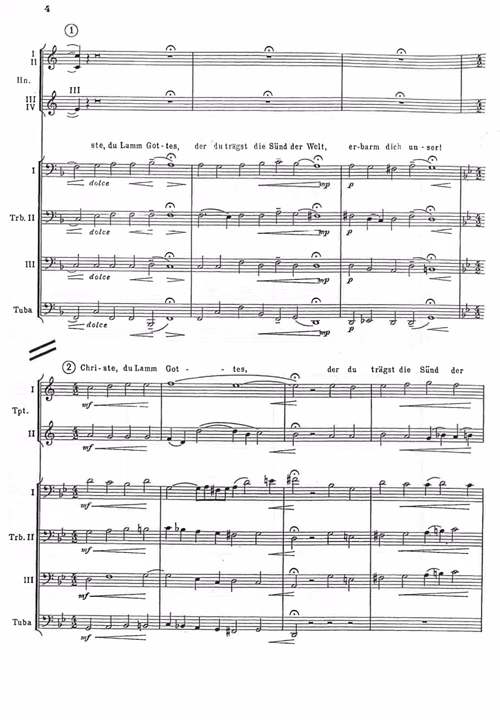 4
1
I
II
Hn.
III
III
IV
ste, du Lamm Got-tes, der du trägst die Sünd der Welt, er-barm dich un-ser!
I
dolce mp p
Trb. II
dolce mp p
III
dolce mp p
Tuba
dolce mp p
2 Chri-ste, du Lamm Got - - tes, der du trägst die Sünd der
I
mf
Tpt.
II
mf
I
mf
Trb. II
mf
III
mf
Tuba
mf